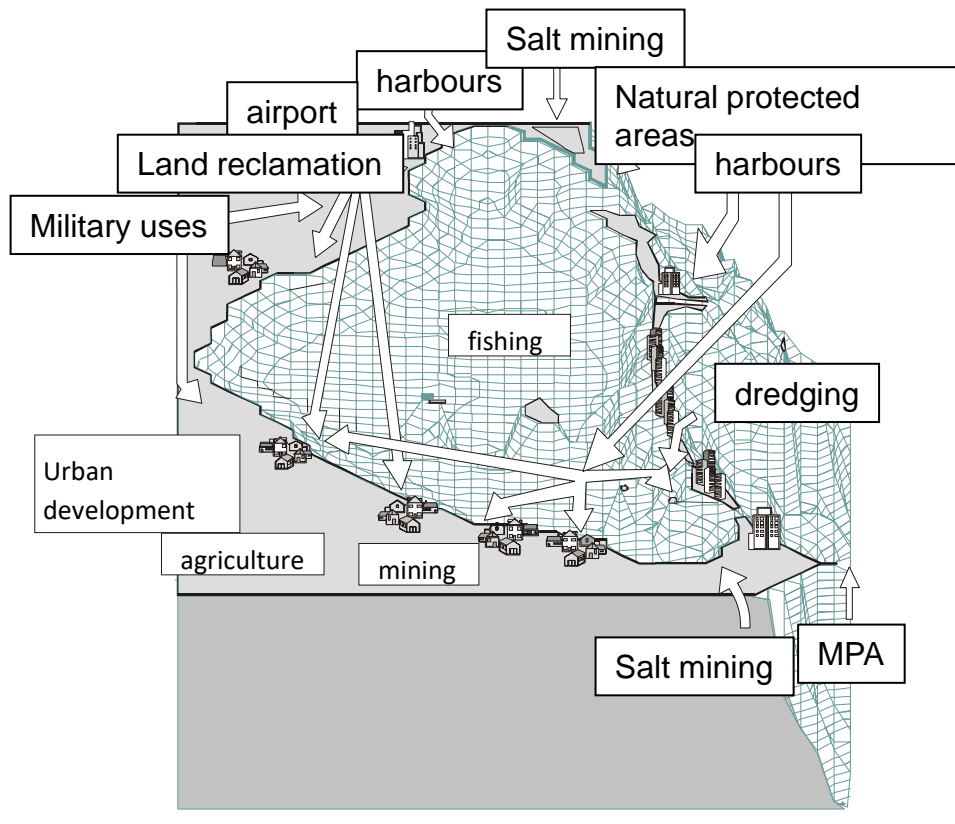 Salt mining
harbours
Natural protected
areas
airport
harbours
Land reclamation
Military uses
fishing
dredging
Urban
development
agriculture
mining
Salt mining
MPA